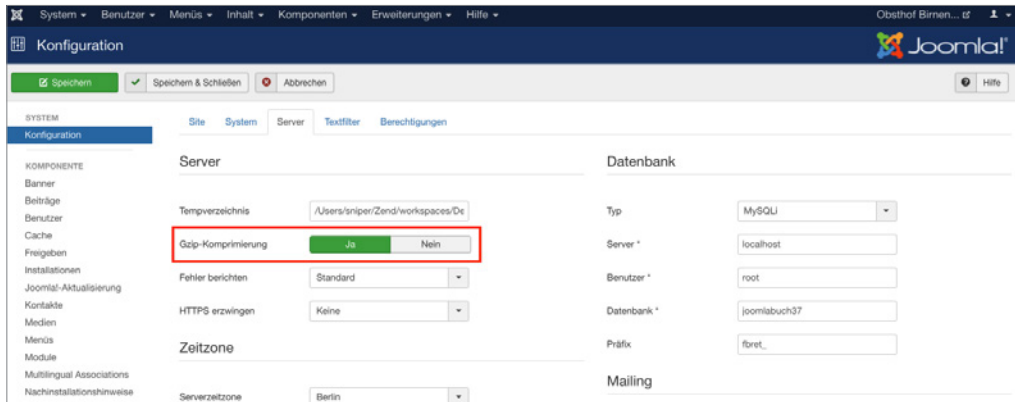 System Benutzer Menüs Inhalt Komponenten Erweiterungen Hilfe Obsthof Birnen...
Konfiguration Joomla!®
Speichern Speichern & Schließen Abbrechen Hilfe
SYSTEM
Konfiguration
KOMPONENTE
Banner
Beiträge
Benutzer
Cache
Freigeben
Installationen
Joomla!-Aktualisierung
Kontakte
Medien
Menüs
Module
Multilingual Associations
Nachinstallationshinweise
Site System Server Textfilter Berechtigungen
Server
Tempverzeichnis /Users/sniper/Zend/workspaces/De
Gzip-Komprimierung Ja Nein
Fehler berichten Standard
HTTPS erzwingen Keine
Zeitzone
Serverzeitzone Berlin
Datenbank
Typ MySQLi
Server * localhost
Benutzer * root
Datenbank * joomlabuch37
Präfix fbret_
Mailing